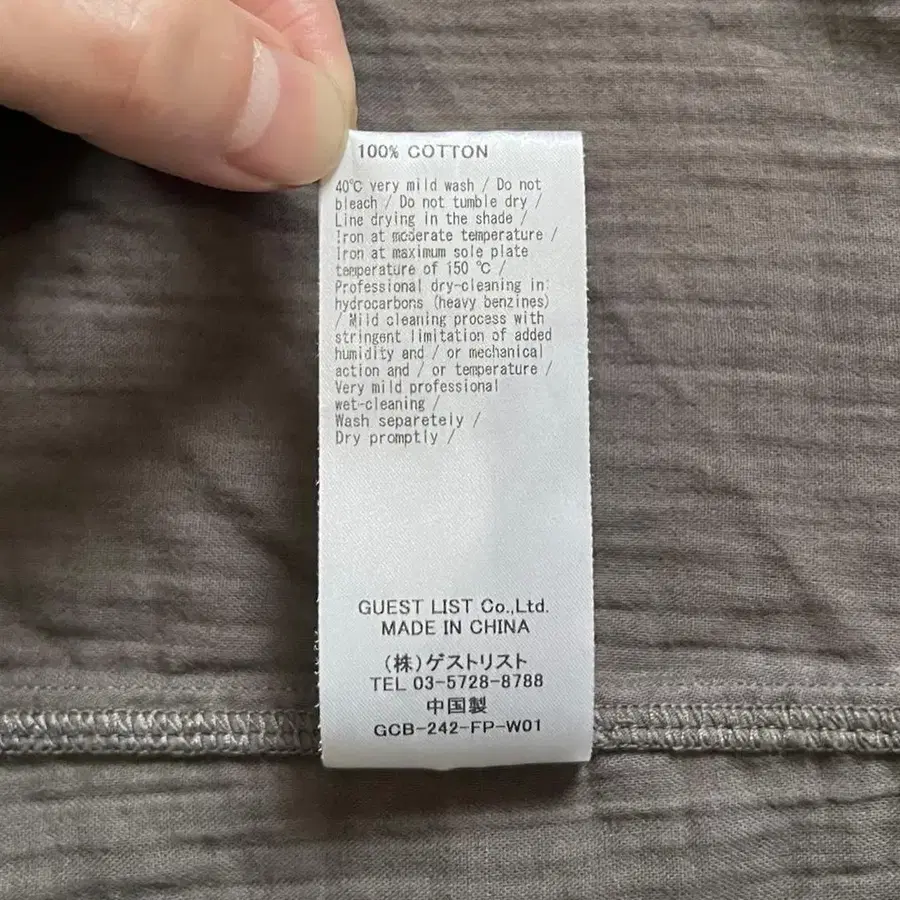 100% COTTON
40℃ very mild wash / Do not
bleach / Do not tumble dry /
Line drying in the shade /
Iron at moderate temperature /
Iron at maximum sole plate
temperature of 150 ℃ /
Professional dry-cleaning in:
hydrocarbons (heavy benzines)
/ Mild cleaning process with
stringent limitation of added
humidity and / or mechanical
action and / or temperature /
Very mild professional
wet-cleaning /
Wash separetely /
Dry promptly /
GUEST LIST Co.,Ltd.
MADE IN CHINA
(株)ゲストリスト
TEL 03-5728-8788
中国製
GCB-242-FP-W01